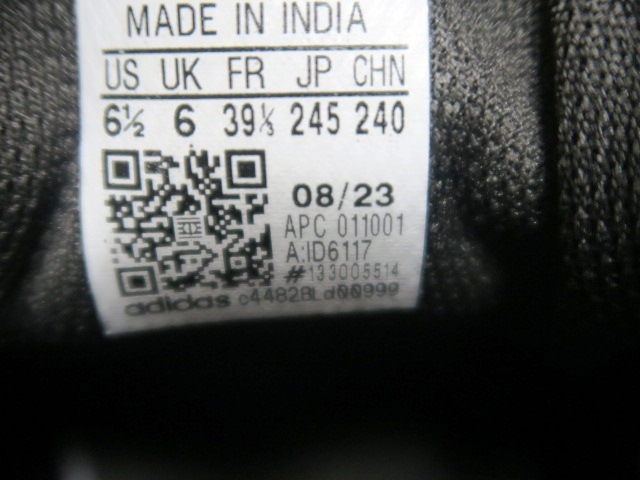 MADE IN INDIA
US UK FR JP CHN
6½ 6 39⅓ 245 240
08/23
APC 011001
A:ID6117
#133005514
adidas c4482BLd00999